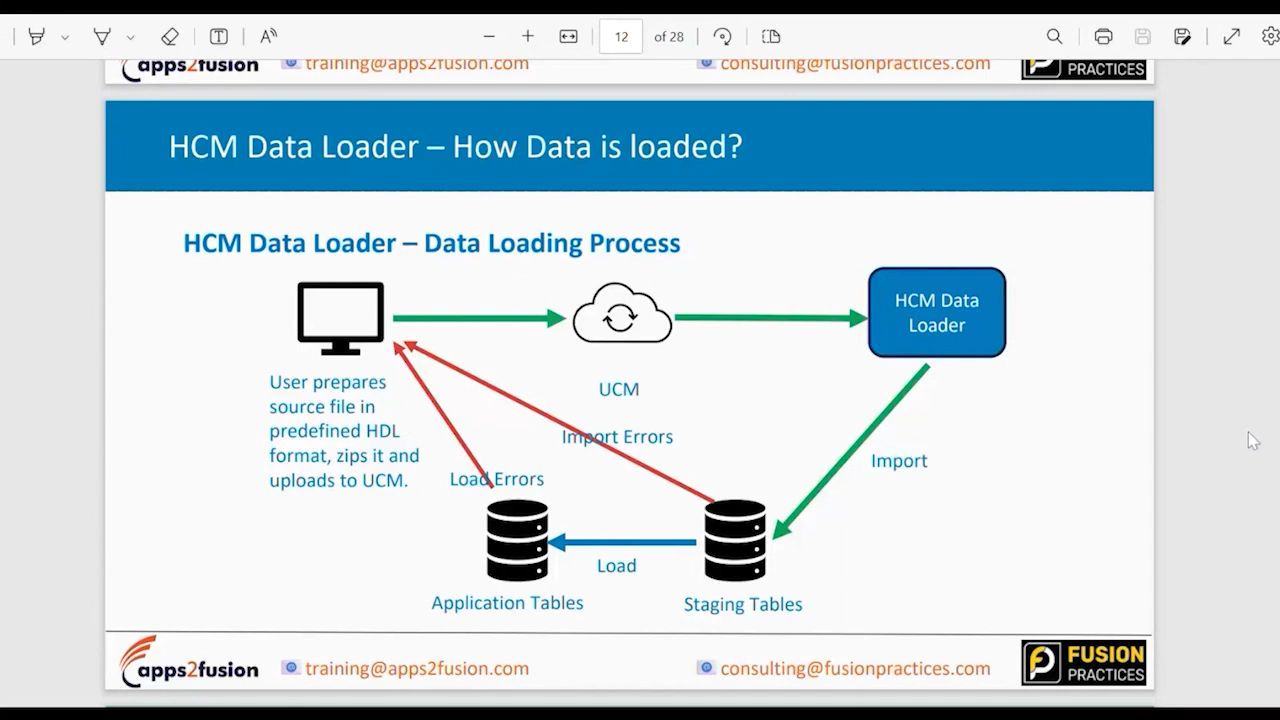 12 of 28
apps2fusion training@apps2fusion.com consulting@fusionpractices.com PRACTICES
HCM Data Loader – How Data is loaded?
HCM Data Loader – Data Loading Process
HCM Data
Loader
User prepares
source file in
predefined HDL
format, zips it and
uploads to UCM.
UCM
Import Errors
Import
Load Errors
Load
Application Tables
Staging Tables
apps2fusion training@apps2fusion.com consulting@fusionpractices.com FUSION
PRACTICES